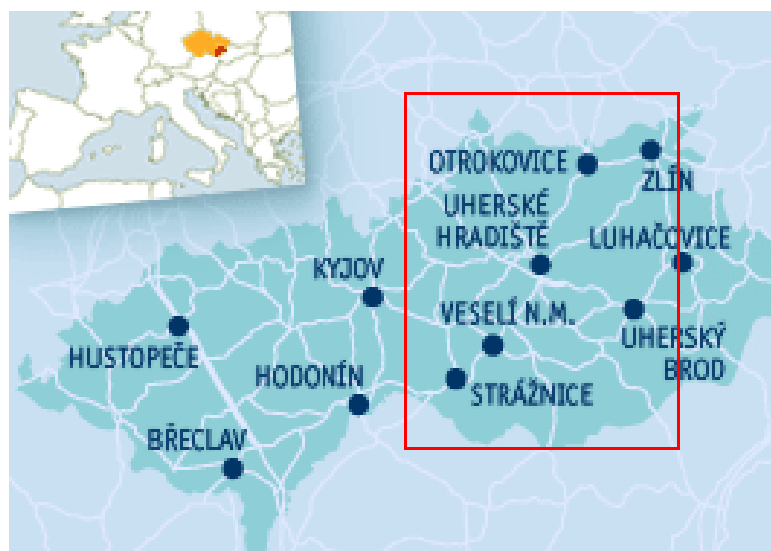 OTROKOVICE
ZLÍN
UHERSKÉ
HRADIŠTĚ
LUHAČOVICE
KYJOV
VESELÍ N.M.
UHERSKÝ
BROD
HUSTOPEČE
HODONÍN
STRÁŽNICE
BŘECLAV